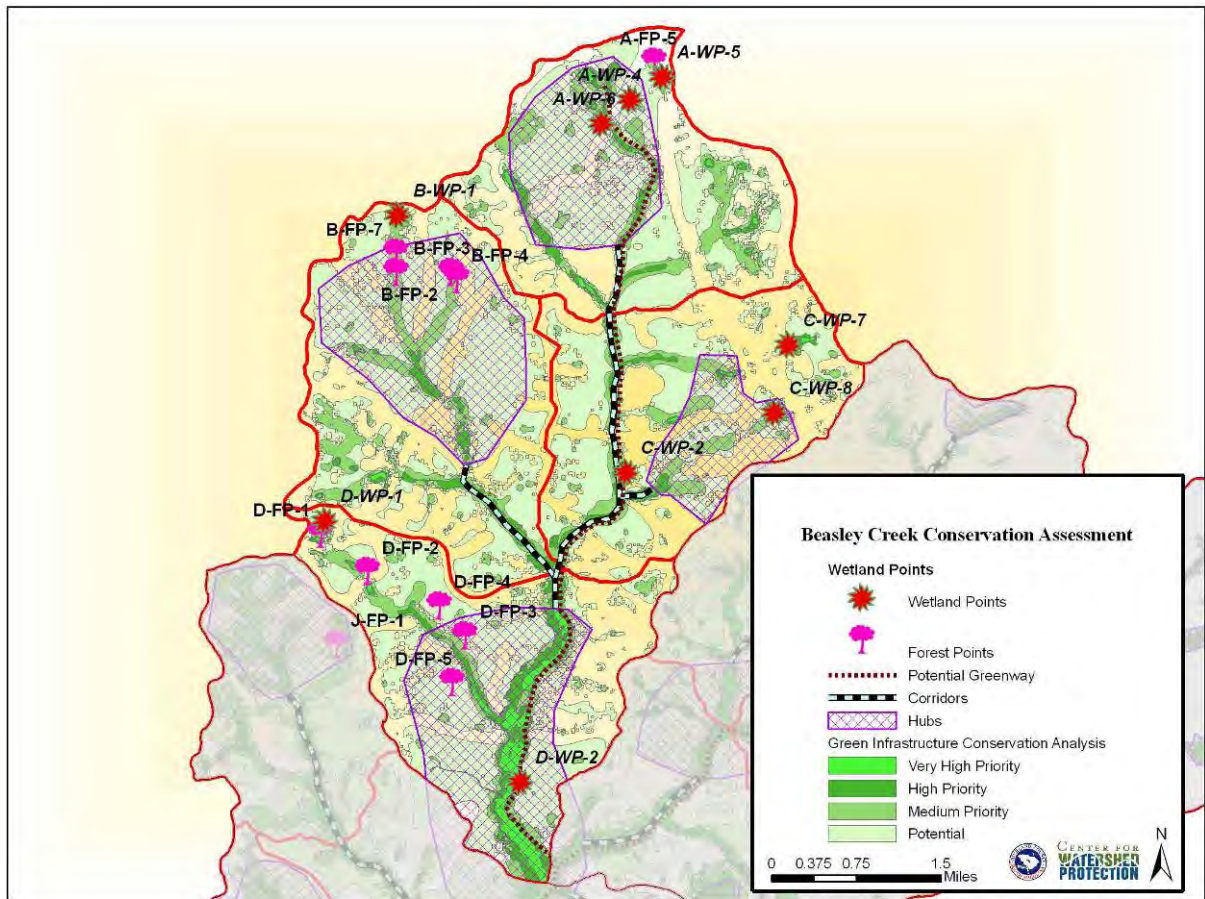 A-FP-5
A-WP-5
A-WP-4
A-WP-6
B-WP-1
B-FP-7
B-FP-3
B-FP-4
B-FP-2
C-WP-7
C-WP-8
C-WP-2
D-WP-1
D-FP-1
D-FP-2
D-FP-4
D-FP-3
J-FP-1
D-FP-5
D-WP-2
Beasley Creek Conservation Assessment
Wetland Points
Wetland Points
Forest Points
Potential Greenway
Corridors
Hubs
Green Infrastructure Conservation Analysis
Very High Priority
High Priority
Medium Priority
Potential
0 0.375 0.75 1.5
Miles
CENTER FOR
WATERSHED
PROTECTION
N